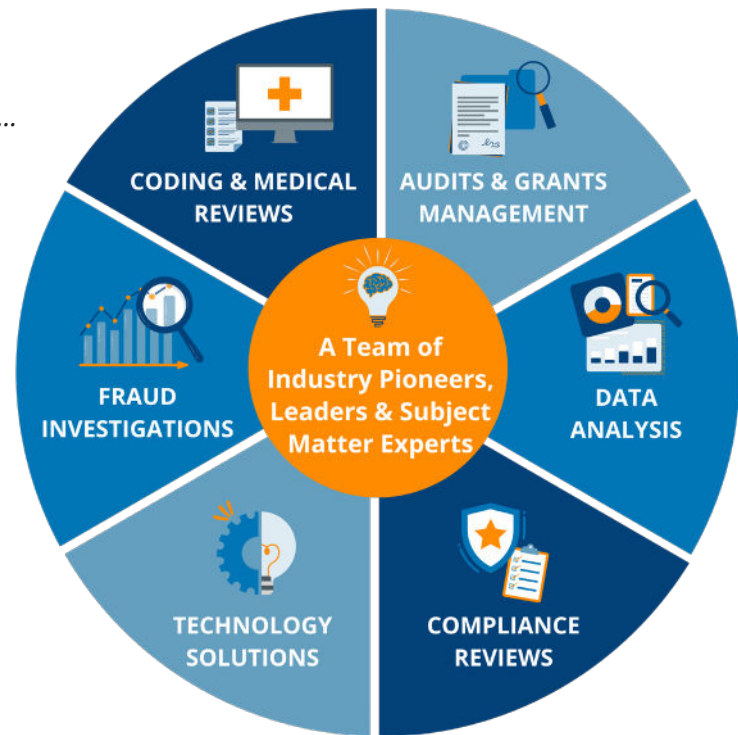 ...
CODING & MEDICAL
REVIEWS
AUDITS & GRANTS
MANAGEMENT
FRAUD
INVESTIGATIONS
A Team of
Industry Pioneers,
Leaders & Subject
Matter Experts
DATA
ANALYSIS
TECHNOLOGY
SOLUTIONS
COMPLIANCE
REVIEWS